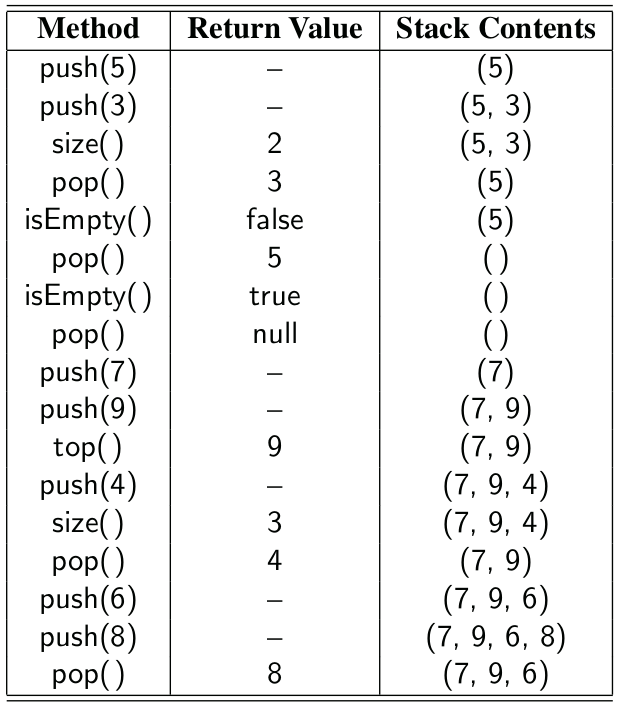 Method Return Value Stack Contents
push(5) – (5)
push(3) – (5, 3)
size() 2 (5, 3)
pop() 3 (5)
isEmpty() false (5)
pop() 5 ()
isEmpty() true ()
pop() null ()
push(7) – (7)
push(9) – (7, 9)
top() 9 (7, 9)
push(4) – (7, 9, 4)
size() 3 (7, 9, 4)
pop() 4 (7, 9)
push(6) – (7, 9, 6)
push(8) – (7, 9, 6, 8)
pop() 8 (7, 9, 6)